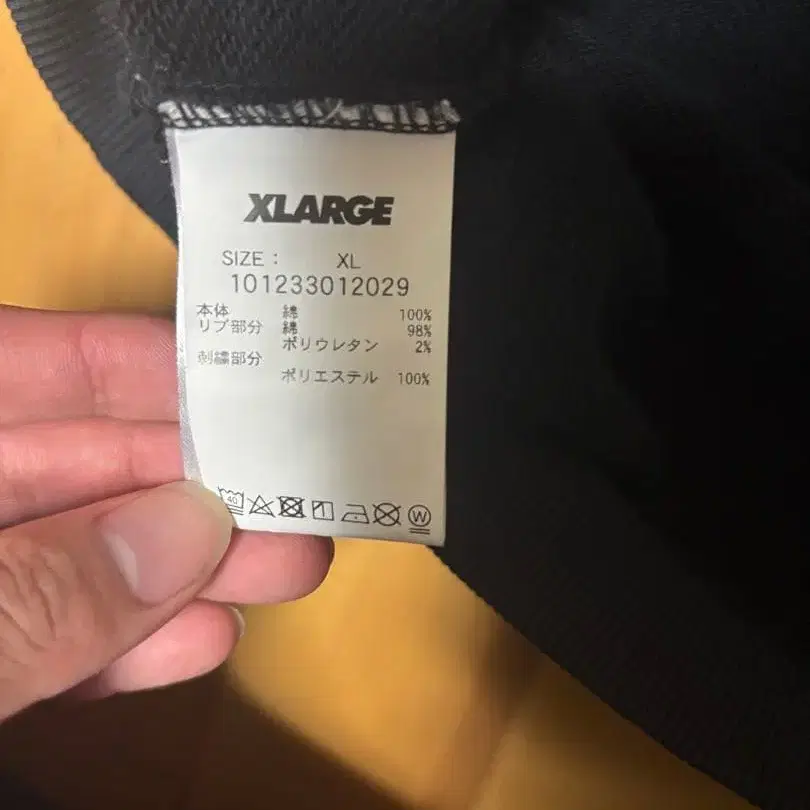 XLARGE
SIZE : XL
101233012029
本体 綿 100%
リブ部分 綿 98%
ポリウレタン 2%
刺繍部分
ポリエステル 100%
40
W